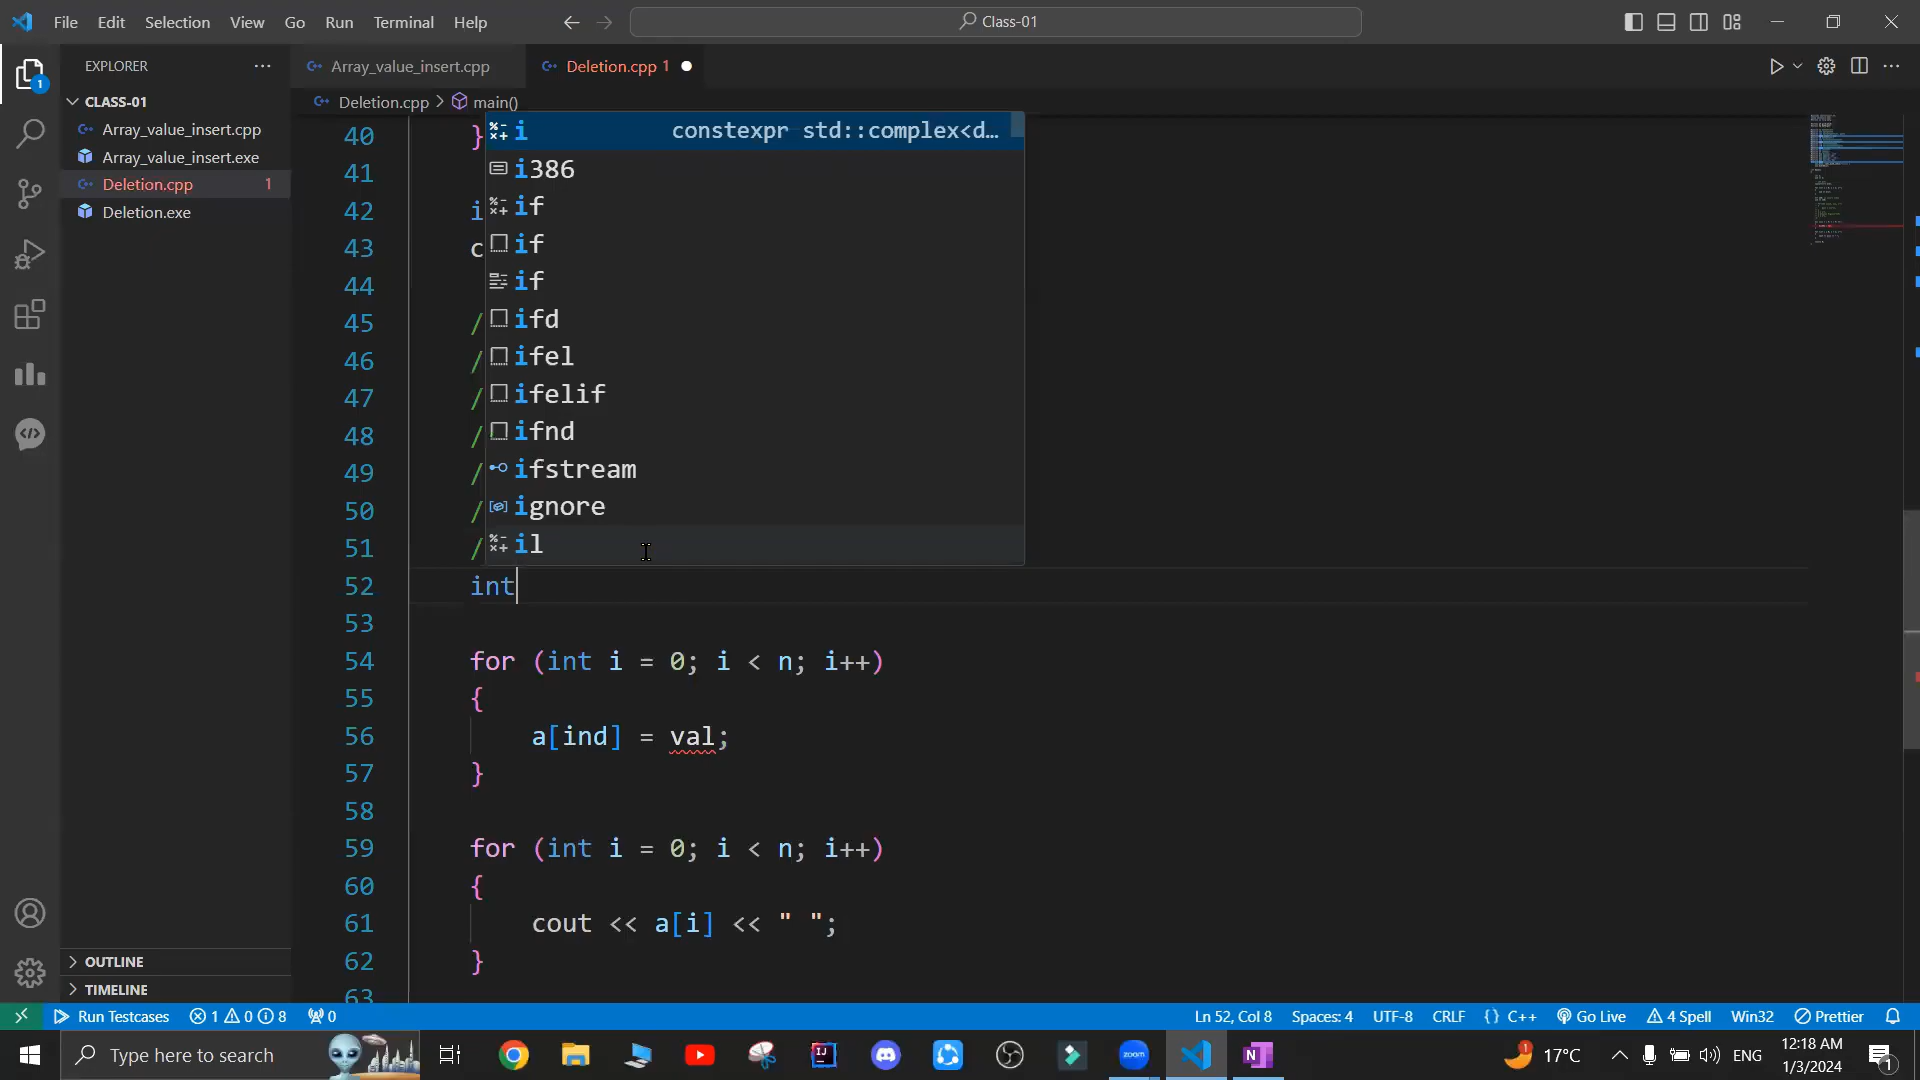 File Edit Selection View Go Run Terminal Help
Class-01
EXPLORER
CLASS-01
Array_value_insert.cpp
Array_value_insert.exe
Deletion.cpp 1
Deletion.exe
OUTLINE
TIMELINE
Array_value_insert.cpp
Deletion.cpp 1
Deletion.cpp > main()
40 }
41
42 i
43 c
44
45 /
46 /
47 /
48 /
49 /
50 /
51 /
i constexpr std::complex<d…
i386
if
if
if
ifd
ifel
ifelif
ifnd
ifstream
ignore
il
52 int
53
54 for (int i = 0; i < n; i++)
55 {
56 a[ind] = val;
57 }
58
59 for (int i = 0; i < n; i++)
60 {
61 cout << a[i] << " ";
62 }
63
Run Testcases 1 0 8 0
Ln 52, Col 8 Spaces: 4 UTF-8 CRLF {} C++ Go Live 4 Spell Win32 Prettier
Type here to search
zoom
17°C ENG
12:18 AM
1/3/2024
1